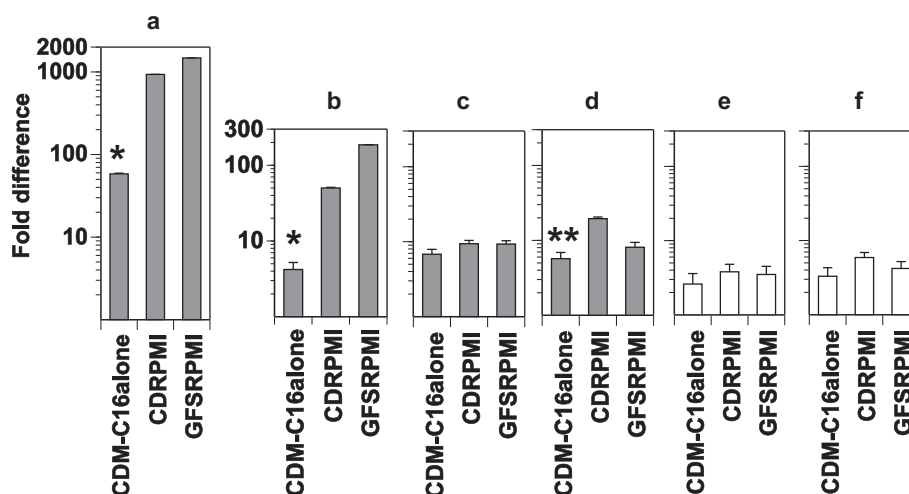 a
Fold difference
2000
1000
100
10
*
CDM-C16alone
CDRPMI
GFSRPMI
b
300
100
10
*
CDM-C16alone
CDRPMI
GFSRPMI
c
CDM-C16alone
CDRPMI
GFSRPMI
d
**
CDM-C16alone
CDRPMI
GFSRPMI
e
CDM-C16alone
CDRPMI
GFSRPMI
f
CDM-C16alone
CDRPMI
GFSRPMI